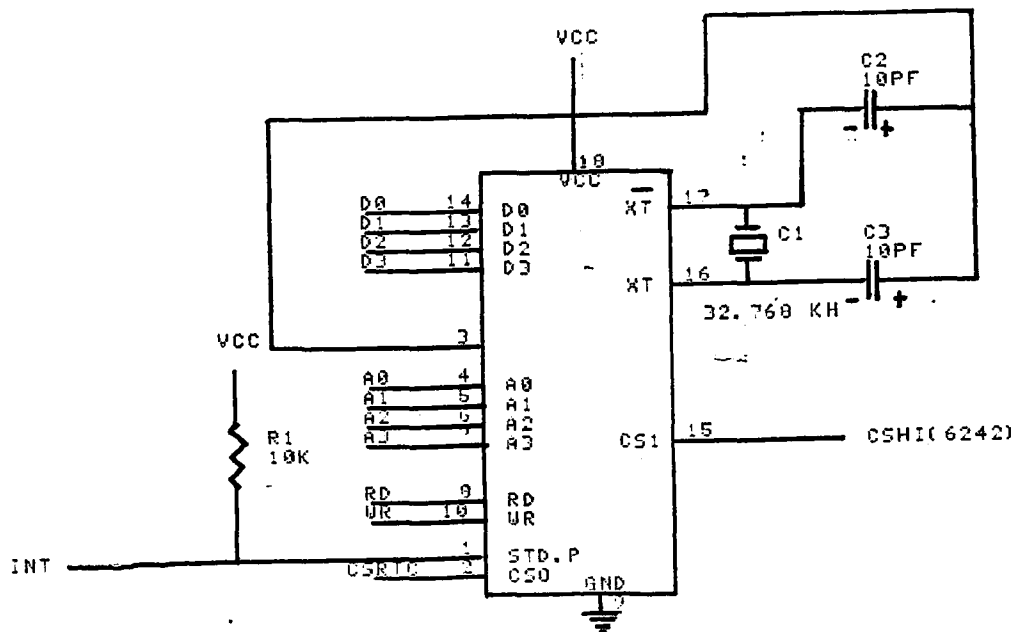 VCC
C2
10PF
- +
18
VCC
D0 14 D0
D1 13 D1
D2 12 D2
D3 11 D3
XT 17
C1
C3
10PF
XT 16
- +
32.768 KH
VCC
3
A0 4 A0
A1 5 A1
A2 6 A2
A3 A3
R1
10K
CS1 15 CSHI(6242)
RD 8 RD
WR 10 WR
INT
1 STD.P
CSRTC 2 CS0
GND